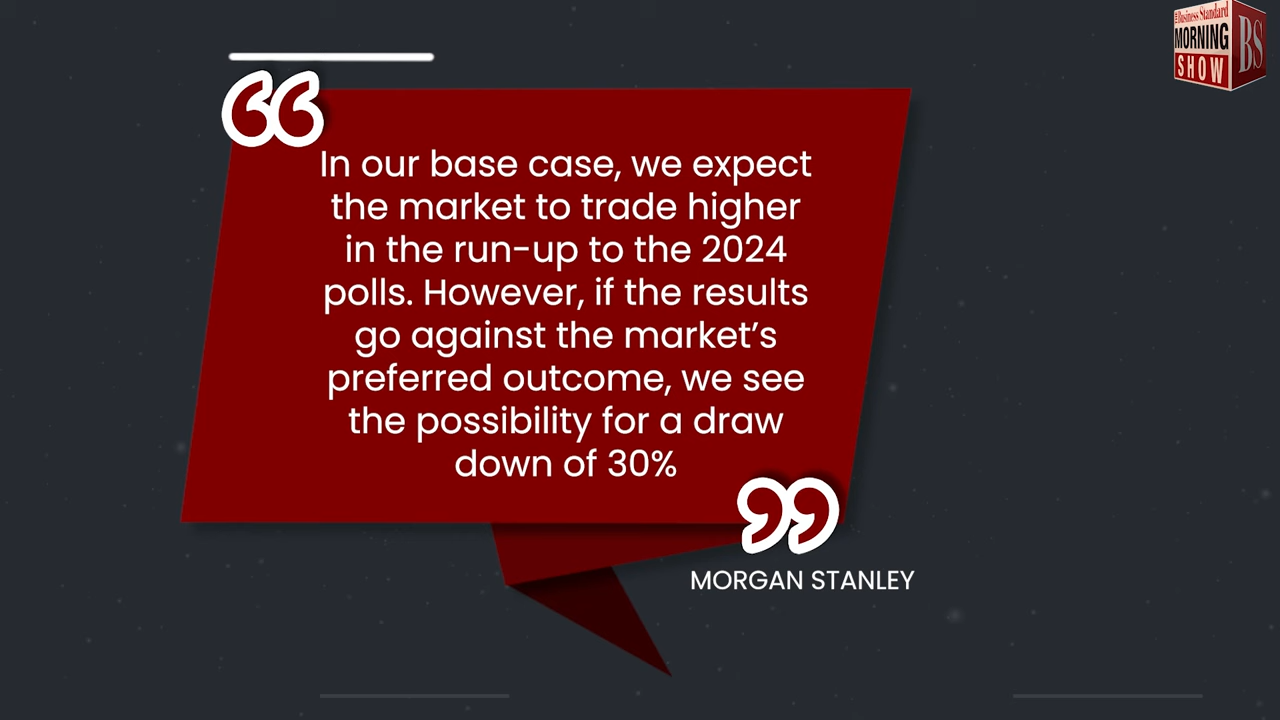 Business Standard
MORNING
SHOW
BS
In our base case, we expect
the market to trade higher
in the run-up to the 2024
polls. However, if the results
go against the market’s
preferred outcome, we see
the possibility for a draw
down of 30%
MORGAN STANLEY